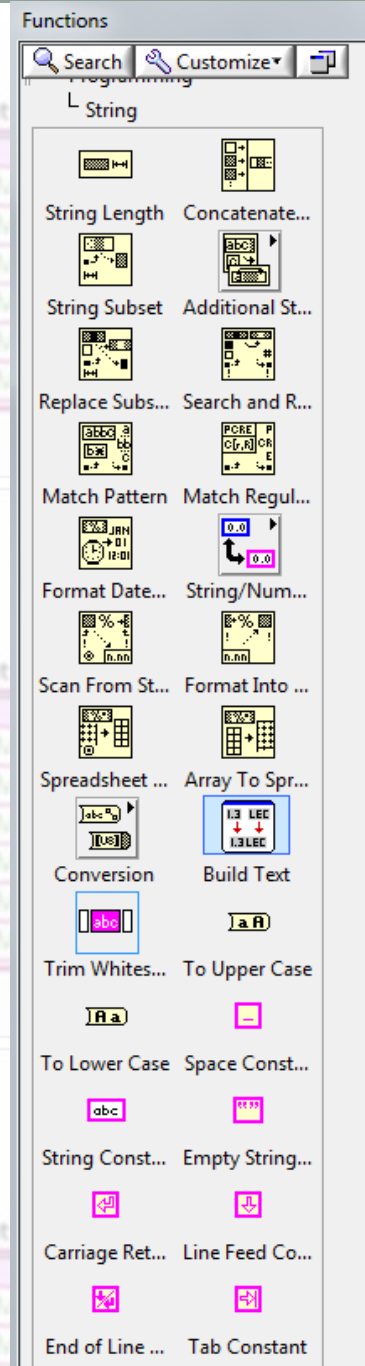 Functions
Search Customize
Programming
String
String Length Concatenate...
String Subset Additional St...
Replace Subs... Search and R...
Match Pattern Match Regul...
Format Date... String/Num...
Scan From St... Format Into ...
Spreadsheet ... Array To Spr...
Conversion Build Text
Trim Whites... To Upper Case
To Lower Case Space Const...
String Const... Empty String...
Carriage Ret... Line Feed Co...
End of Line ... Tab Constant